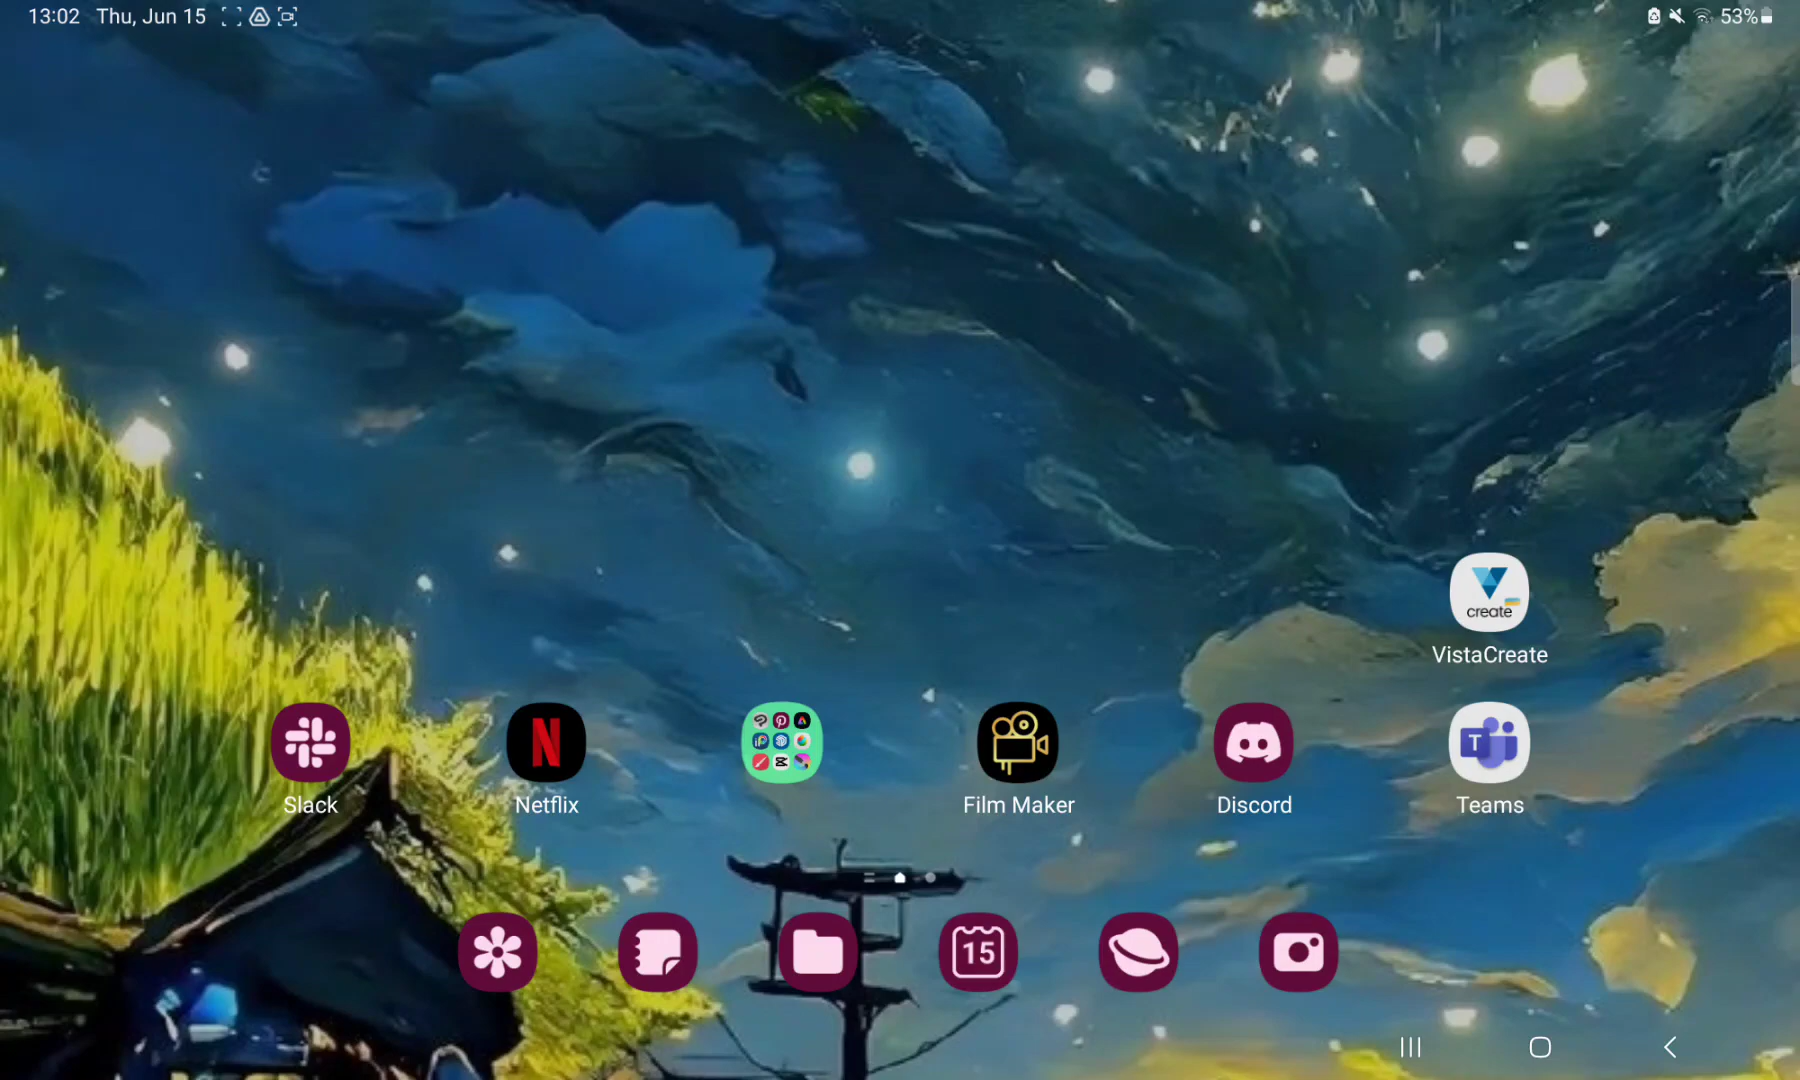 13:02 Thu, Jun 15
53%
create
VistaCreate
N
T
Slack
Netflix
Film Maker
Discord
Teams
15